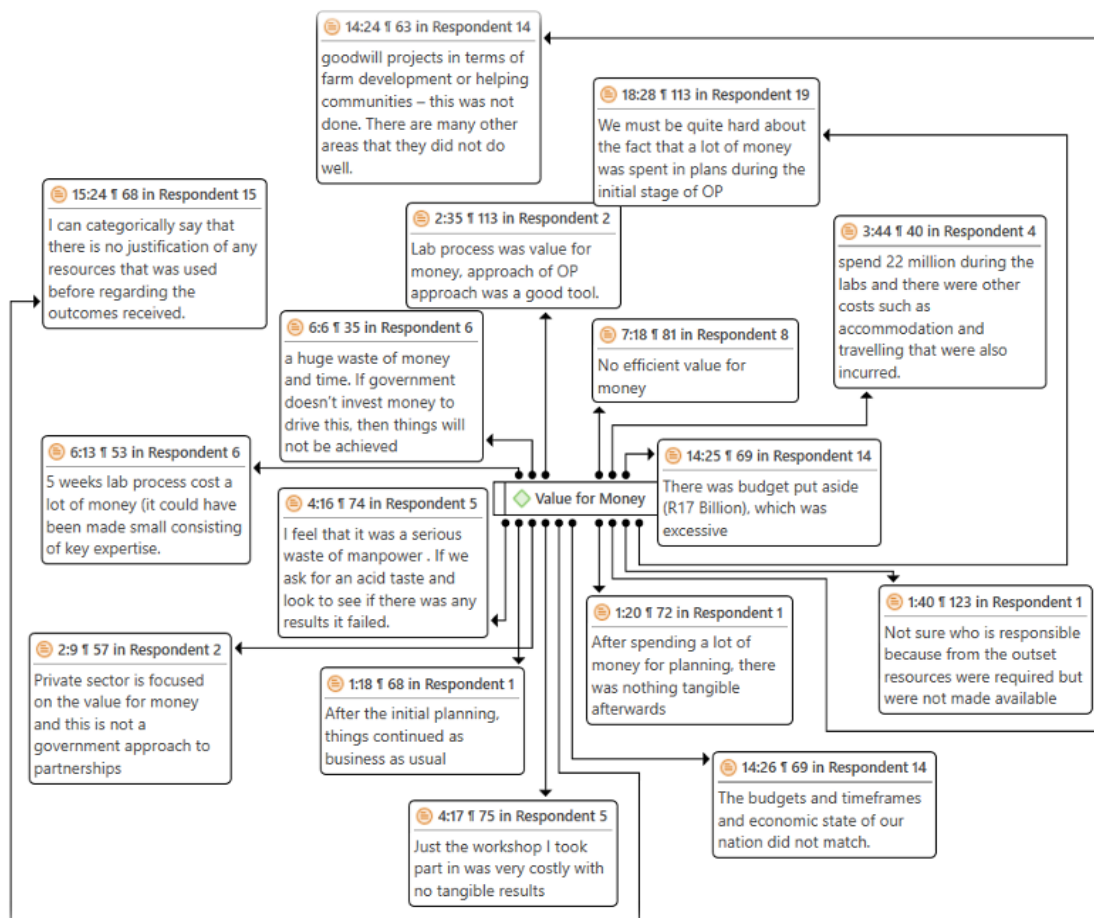 14:24 ¶ 63 in Respondent 14
goodwill projects in terms of
farm development or helping
communities – this was not
done. There are many other
areas that they did not do
well.
18:28 ¶ 113 in Respondent 19
We must be quite hard about
the fact that a lot of money
was spent in plans during the
initial stage of OP
15:24 ¶ 68 in Respondent 15
I can categorically say that
there is no justification of any
resources that was used
before regarding the
outcomes received.
2:35 ¶ 113 in Respondent 2
Lab process was value for
money, approach of OP
approach was a good tool.
3:44 ¶ 40 in Respondent 4
spend 22 million during the
labs and there were other
costs such as
accommodation and
travelling that were also
incurred.
6:6 ¶ 35 in Respondent 6
a huge waste of money
and time. If government
doesn't invest money to
drive this, then things will
not be achieved
7:18 ¶ 81 in Respondent 8
No efficient value for
money
6:13 ¶ 53 in Respondent 6
5 weeks lab process cost a
lot of money (it could have
been made small consisting
of key expertise.
14:25 ¶ 69 in Respondent 14
There was budget put aside
(R17 Billion), which was
excessive
Value for Money
4:16 ¶ 74 in Respondent 5
I feel that it was a serious
waste of manpower . If we
ask for an acid taste and
look to see if there was any
results it failed.
1:20 ¶ 72 in Respondent 1
After spending a lot of
money for planning, there
was nothing tangible
afterwards
1:40 ¶ 123 in Respondent 1
Not sure who is responsible
because from the outset
resources were required but
were not made available
2:9 ¶ 57 in Respondent 2
Private sector is focused
on the value for money
and this is not a
government approach to
partnerships
1:18 ¶ 68 in Respondent 1
After the initial planning,
things continued as
business as usual
14:26 ¶ 69 in Respondent 14
The budgets and timeframes
and economic state of our
nation did not match.
4:17 ¶ 75 in Respondent 5
Just the workshop I took
part in was very costly with
no tangible results